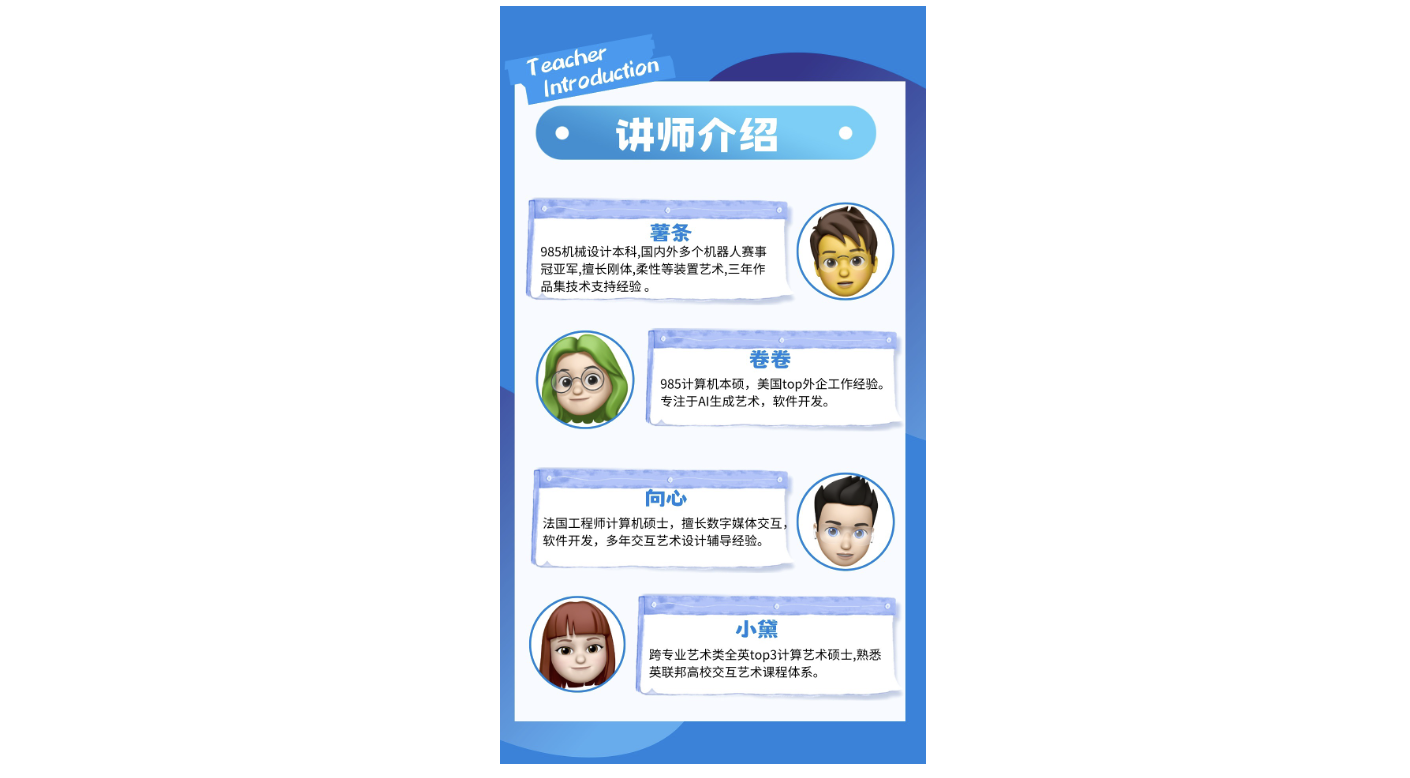 Teacher
Introduction
讲师介绍
薯条
985机械设计本科,国内外多个机器人赛事
冠亚军,擅长刚体,柔性等装置艺术,三年作
品集技术支持经验 。
卷卷
985计算机本硕，美国top外企工作经验。
专注于AI生成艺术，软件开发。
向心
法国工程师计算机硕士，擅长数字媒体交互，
软件开发，多年交互艺术设计辅导经验。
小黛
跨专业艺术类全英top3计算艺术硕士,熟悉
英联邦高校交互艺术课程体系。